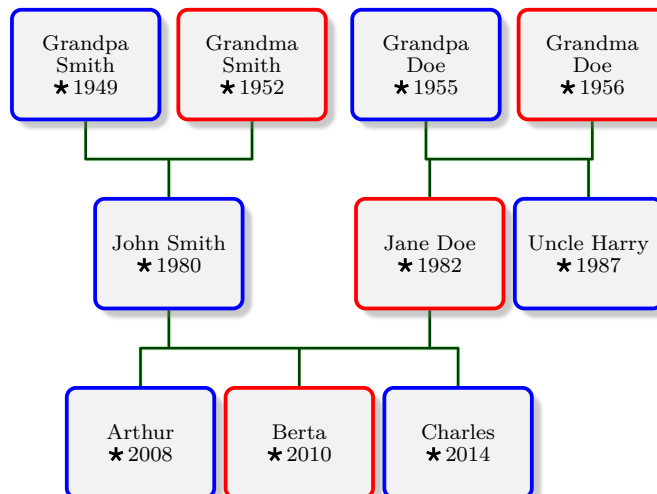 Grandpa
Smith
★1949
Grandma
Smith
★1952
Grandpa
Doe
★1955
Grandma
Doe
★1956
John Smith
★1980
Jane Doe
★1982
Uncle Harry
★1987
Arthur
★2008
Berta
★2010
Charles
★2014